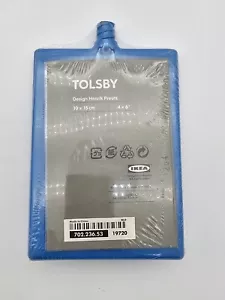 TOLSBY
Design Henrik Preutz
10 x 15 cm 4 x 6"
IKEA
702.236.53 19720